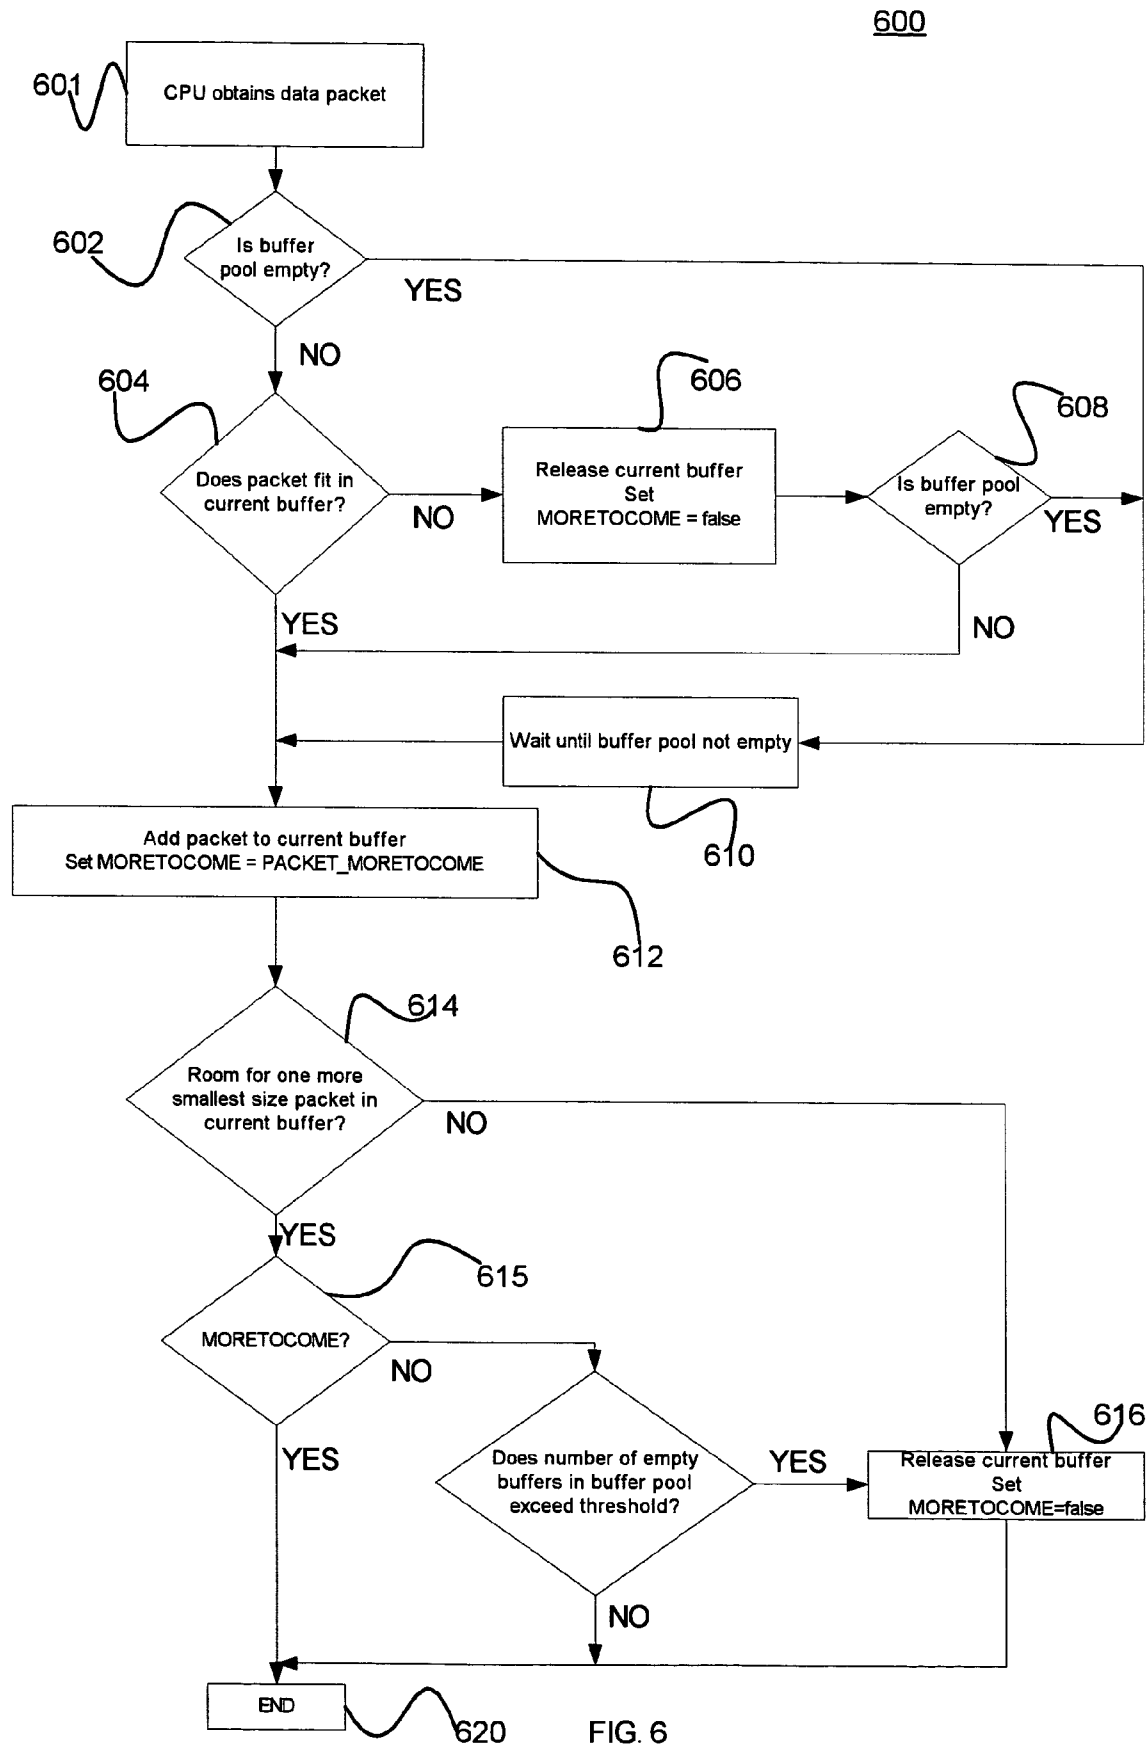 600
601
CPU obtains data packet
602
Is buffer
pool empty?
YES
NO
604
606
608
Does packet fit in
current buffer?
NO
Release current buffer
Set
MORETOCOME = false
Is buffer pool
empty?
YES
YES
NO
Wait until buffer pool not empty
610
Add packet to current buffer
Set MORETOCOME = PACKET_MORETOCOME
612
614
Room for one more
smallest size packet in
current buffer?
NO
YES
615
MORETOCOME?
NO
YES
Does number of empty
buffers in buffer pool
exceed threshold?
YES
616
Release current buffer
Set
MORETOCOME=false
NO
END
620
FIG. 6